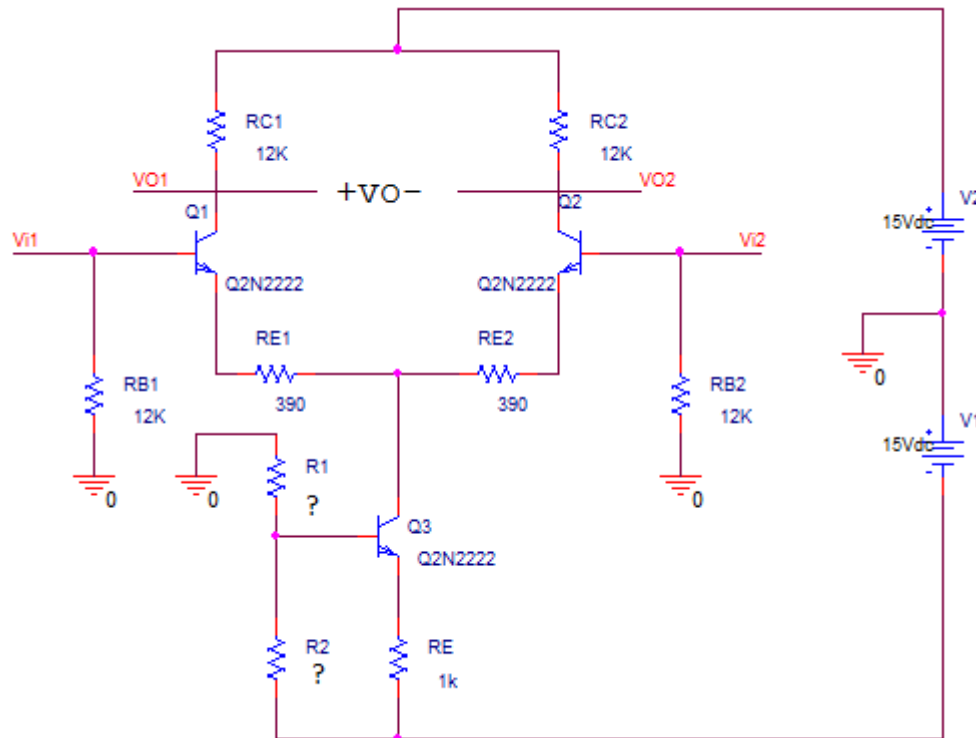 RC1
12K
RC2
12K
VO1
+VO-
VO2
Q1
Q2
V2
15Vdc
+
-
Vi1
Vi2
Q2N2222
Q2N2222
RE1
390
RE2
390
0
RB1
12K
RB2
12K
V1
15Vdc
+
-
0
0
R1
?
0
Q3
Q2N2222
R2
?
RE
1k